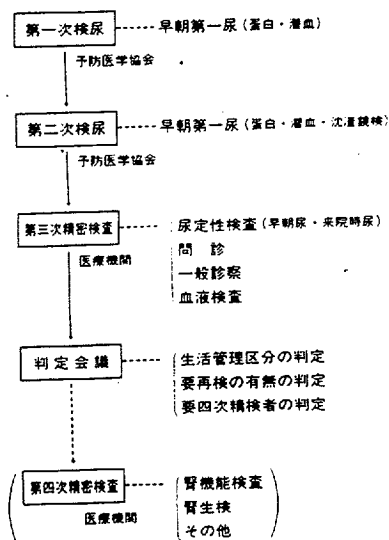 第一次検尿 早朝第一尿(蛋白・潜血)
予防医学協会
第二次検尿 早朝第一尿(蛋白・潜血・沈渣鏡検)
予防医学協会
第三次精密検査 尿定性検査(早朝尿・来院時尿)
医療機関 問診
一般診察
血液検査
判定会議 生活管理区分の判定
要再検の有無の判定
要四次精検者の判定
第四次精密検査 腎機能検査
医療機関 腎生検
その他